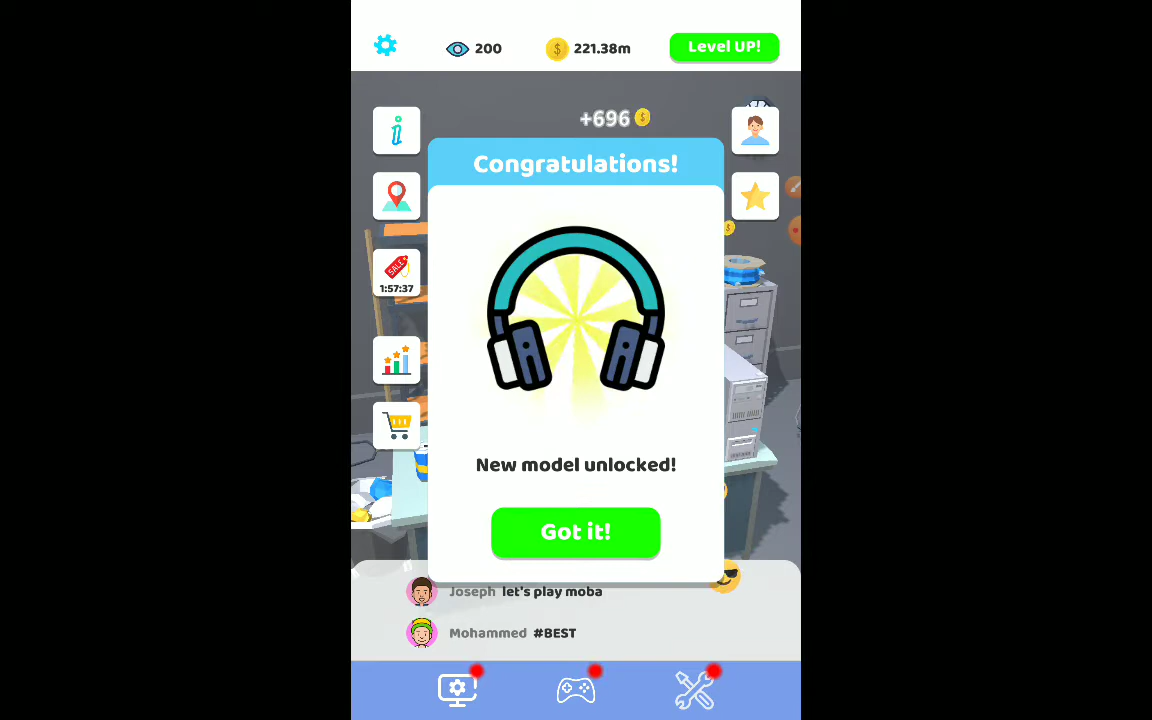 200
221.38m
Level UP!
+696
Congratulations!
SALE
1:57:37
New model unlocked!
Got it!
Joseph let's play moba
Mohammed #BEST